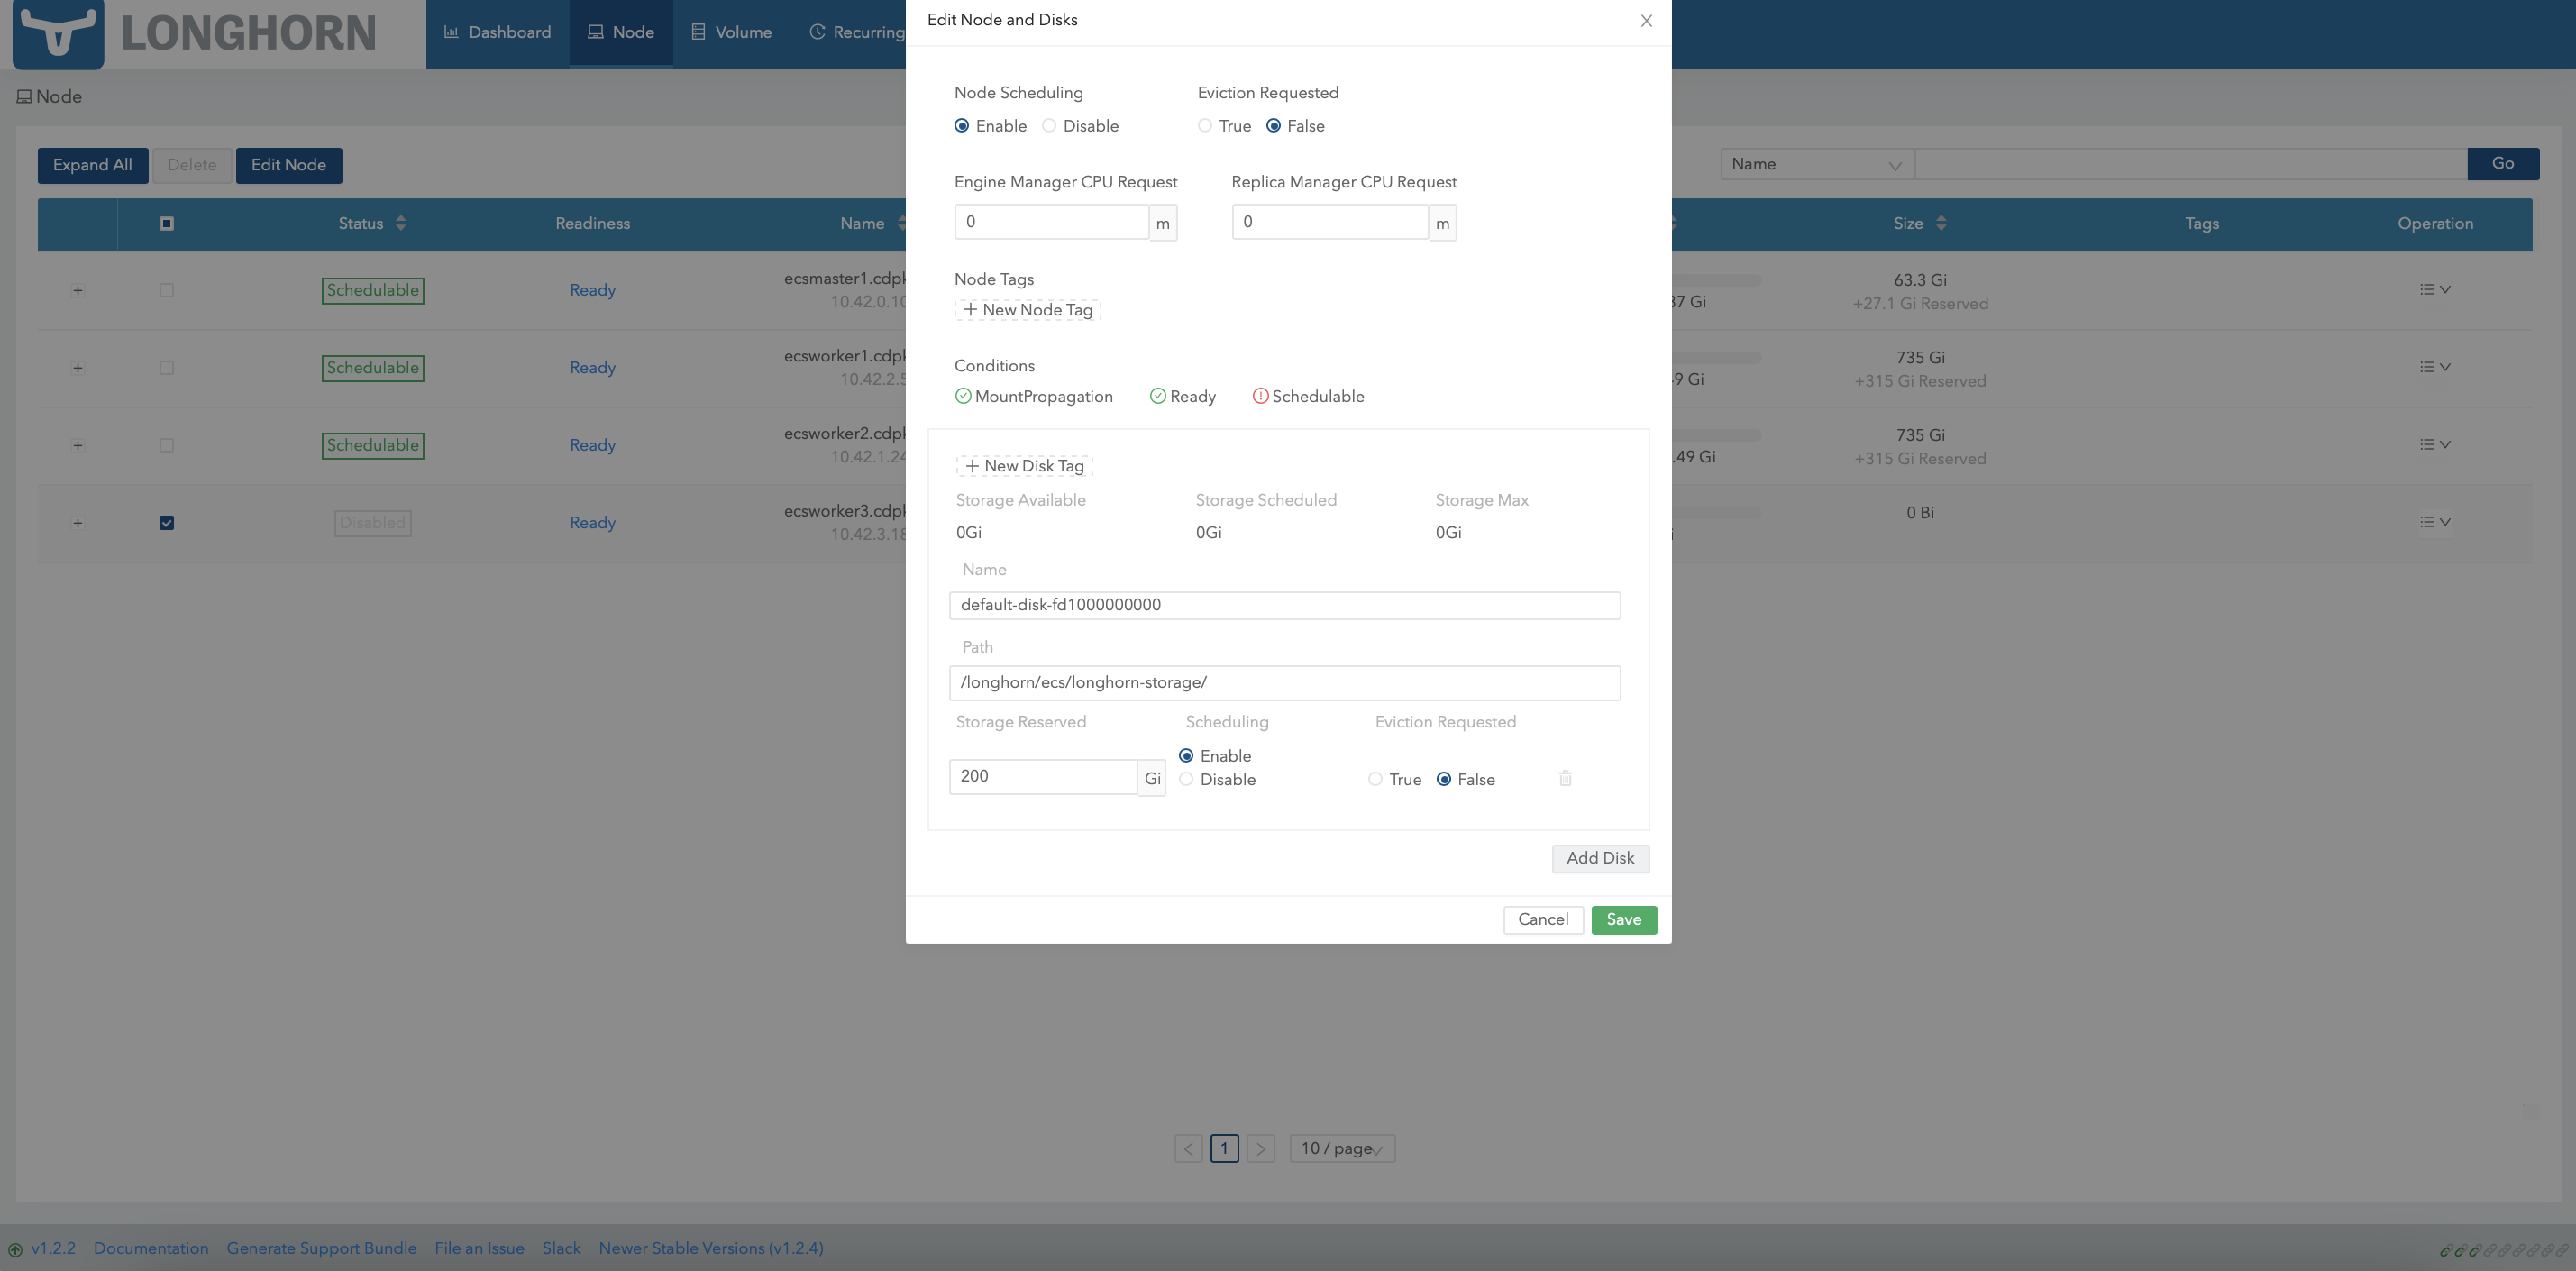 LONGHORN
Dashboard
Node
Volume
Recurring
Edit Node and Disks
Node
Node Scheduling
Eviction Requested
Enable
Disable
True
False
Expand All
Delete
Edit Node
Name
Go
Engine Manager CPU Request
Replica Manager CPU Request
0 m
0 m
Status
Readiness
Name
Size
Tags
Operation
Node Tags
+ New Node Tag
Schedulable
Ready
ecsmaster1.cdpk
10.42.0.10
37 Gi
63.3 Gi
+27.1 Gi Reserved
Schedulable
Ready
ecsworker1.cdpk
10.42.2.5
9 Gi
735 Gi
+315 Gi Reserved
Conditions
MountPropagation
Ready
Schedulable
Schedulable
Ready
ecsworker2.cdpk
10.42.1.24
.49 Gi
735 Gi
+315 Gi Reserved
+ New Disk Tag
Storage Available
Storage Scheduled
Storage Max
0Gi
0Gi
0Gi
Disabled
Ready
ecsworker3.cdpk
10.42.3.18
0 Bi
Name
default-disk-fd1000000000
Path
/longhorn/ecs/longhorn-storage/
Storage Reserved
Scheduling
Eviction Requested
200 Gi
Enable
Disable
True
False
Add Disk
Cancel
Save
1
10 / page
v1.2.2
Documentation
Generate Support Bundle
File an Issue
Slack
Newer Stable Versions (v1.2.4)